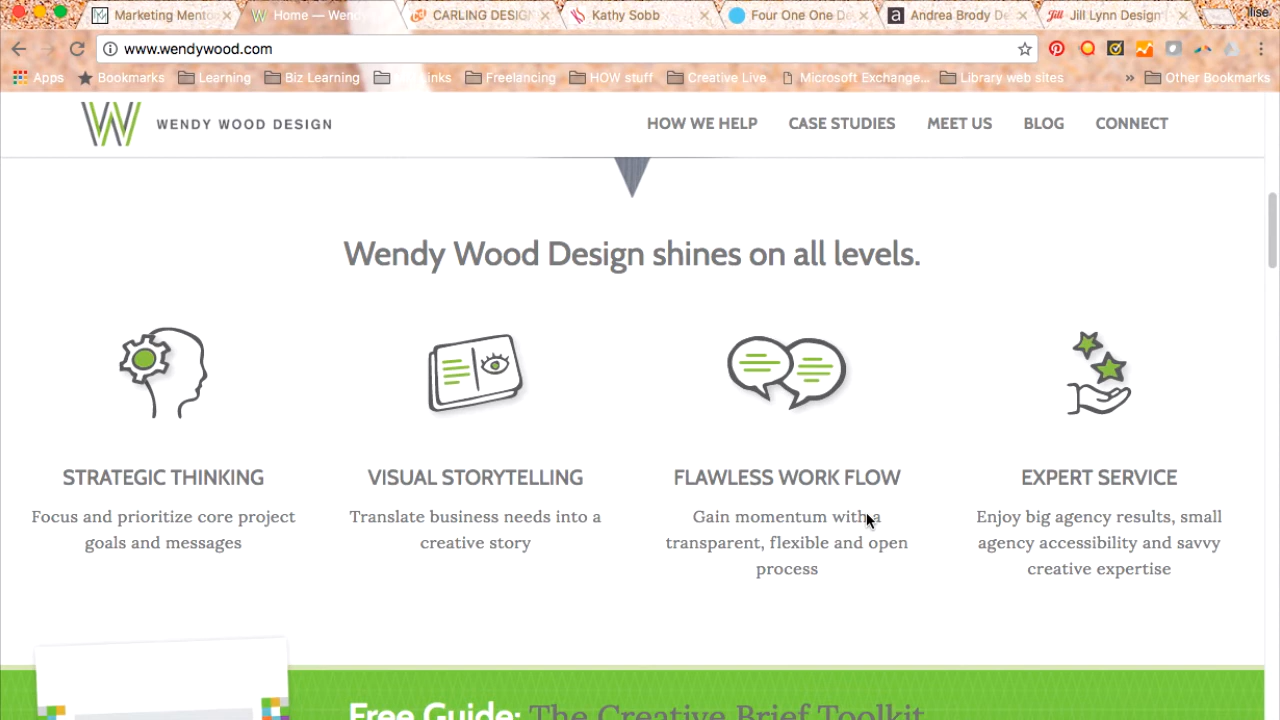 Marketing Mento
Home — Wendy
CARLING DESIGN
Kathy Sobb
Four One One De
Andrea Brody De
Jill Lynn Design
Ilise
www.wendywood.com
Apps
Bookmarks
Learning
Biz Learning
Links
Freelancing
HOW stuff
Creative Live
Microsoft Exchange...
Library web sites
»
Other Bookmarks
W
WENDY WOOD DESIGN
HOW WE HELP
CASE STUDIES
MEET US
BLOG
CONNECT
Wendy Wood Design shines on all levels.
STRATEGIC THINKING
Focus and prioritize core project
goals and messages
VISUAL STORYTELLING
Translate business needs into a
creative story
FLAWLESS WORK FLOW
Gain momentum with a
transparent, flexible and open
process
EXPERT SERVICE
Enjoy big agency results, small
agency accessibility and savvy
creative expertise
Free Guide: The Creative Brief Toolkit